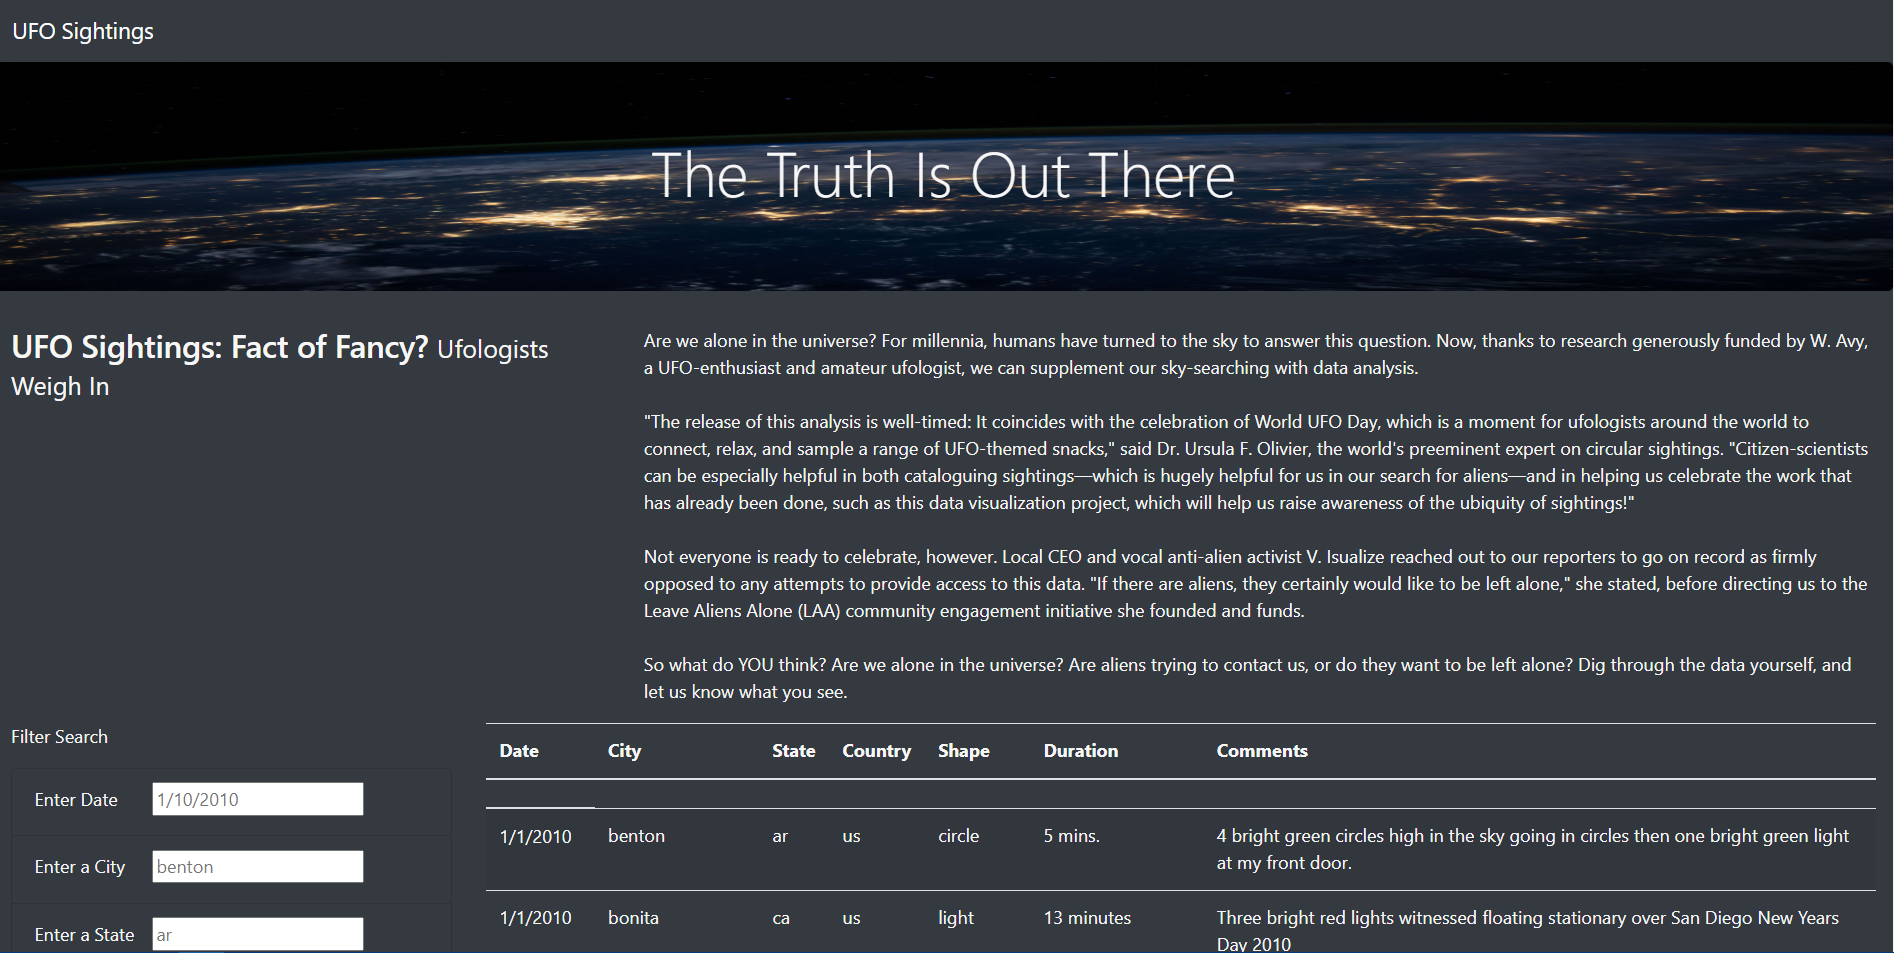 UFO Sightings
The Truth Is Out There
UFO Sightings: Fact of Fancy? Ufologists
Weigh In
Are we alone in the universe? For millennia, humans have turned to the sky to answer this question. Now, thanks to research generously funded by W. Avy,
a UFO-enthusiast and amateur ufologist, we can supplement our sky-searching with data analysis.
"The release of this analysis is well-timed: It coincides with the celebration of World UFO Day, which is a moment for ufologists around the world to
connect, relax, and sample a range of UFO-themed snacks," said Dr. Ursula F. Olivier, the world's preeminent expert on circular sightings. "Citizen-scientists
can be especially helpful in both cataloguing sightings—which is hugely helpful for us in our search for aliens—and in helping us celebrate the work that
has already been done, such as this data visualization project, which will help us raise awareness of the ubiquity of sightings!"
Not everyone is ready to celebrate, however. Local CEO and vocal anti-alien activist V. Isualize reached out to our reporters to go on record as firmly
opposed to any attempts to provide access to this data. "If there are aliens, they certainly would like to be left alone," she stated, before directing us to the
Leave Aliens Alone (LAA) community engagement initiative she founded and funds.
So what do YOU think? Are we alone in the universe? Are aliens trying to contact us, or do they want to be left alone? Dig through the data yourself, and
let us know what you see.
Filter Search
Enter Date 1/10/2010
Enter a City benton
Enter a State ar
Date City State Country Shape Duration Comments
1/1/2010 benton ar us circle 5 mins. 4 bright green circles high in the sky going in circles then one bright green light
at my front door.
1/1/2010 bonita ca us light 13 minutes Three bright red lights witnessed floating stationary over San Diego New Years
Day 2010